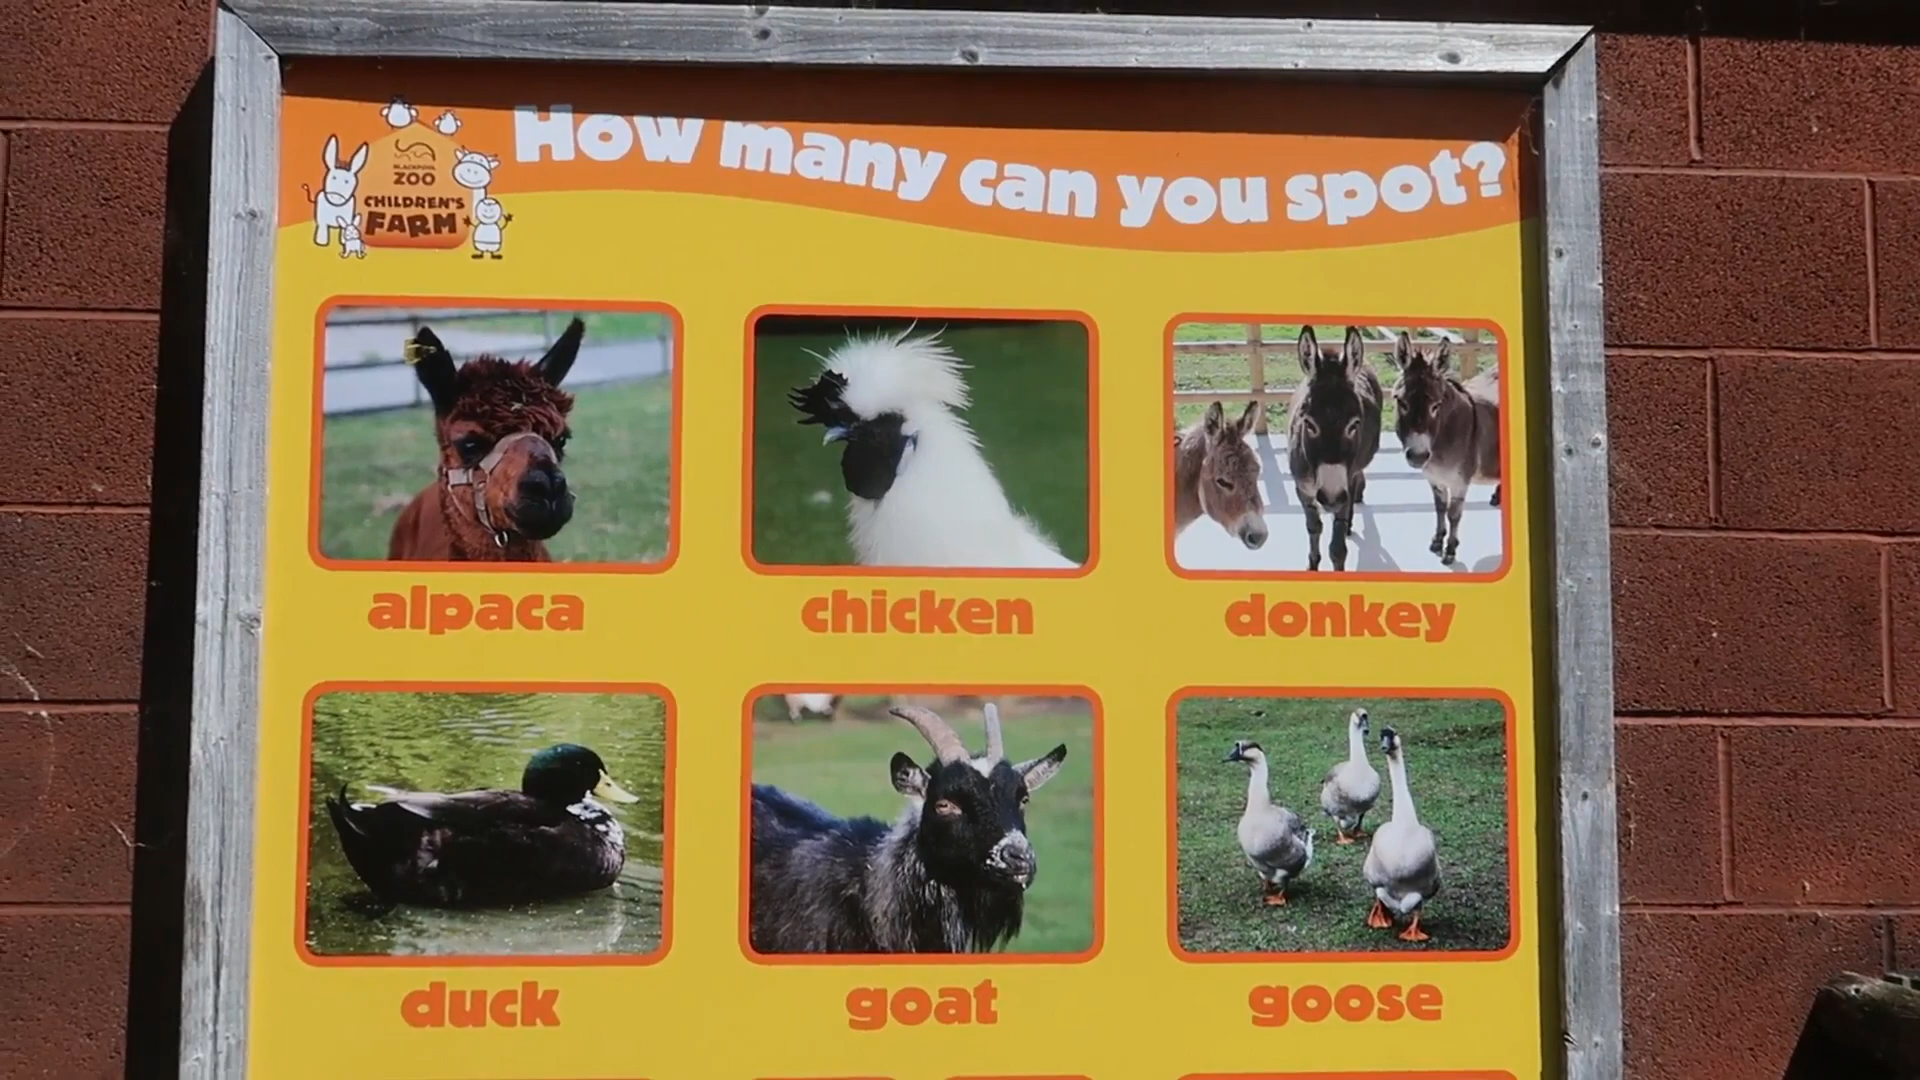 How many can you spot?
BLACKPOOL
ZOO
CHILDREN'S
FARM
alpaca
chicken
donkey
duck
goat
goose